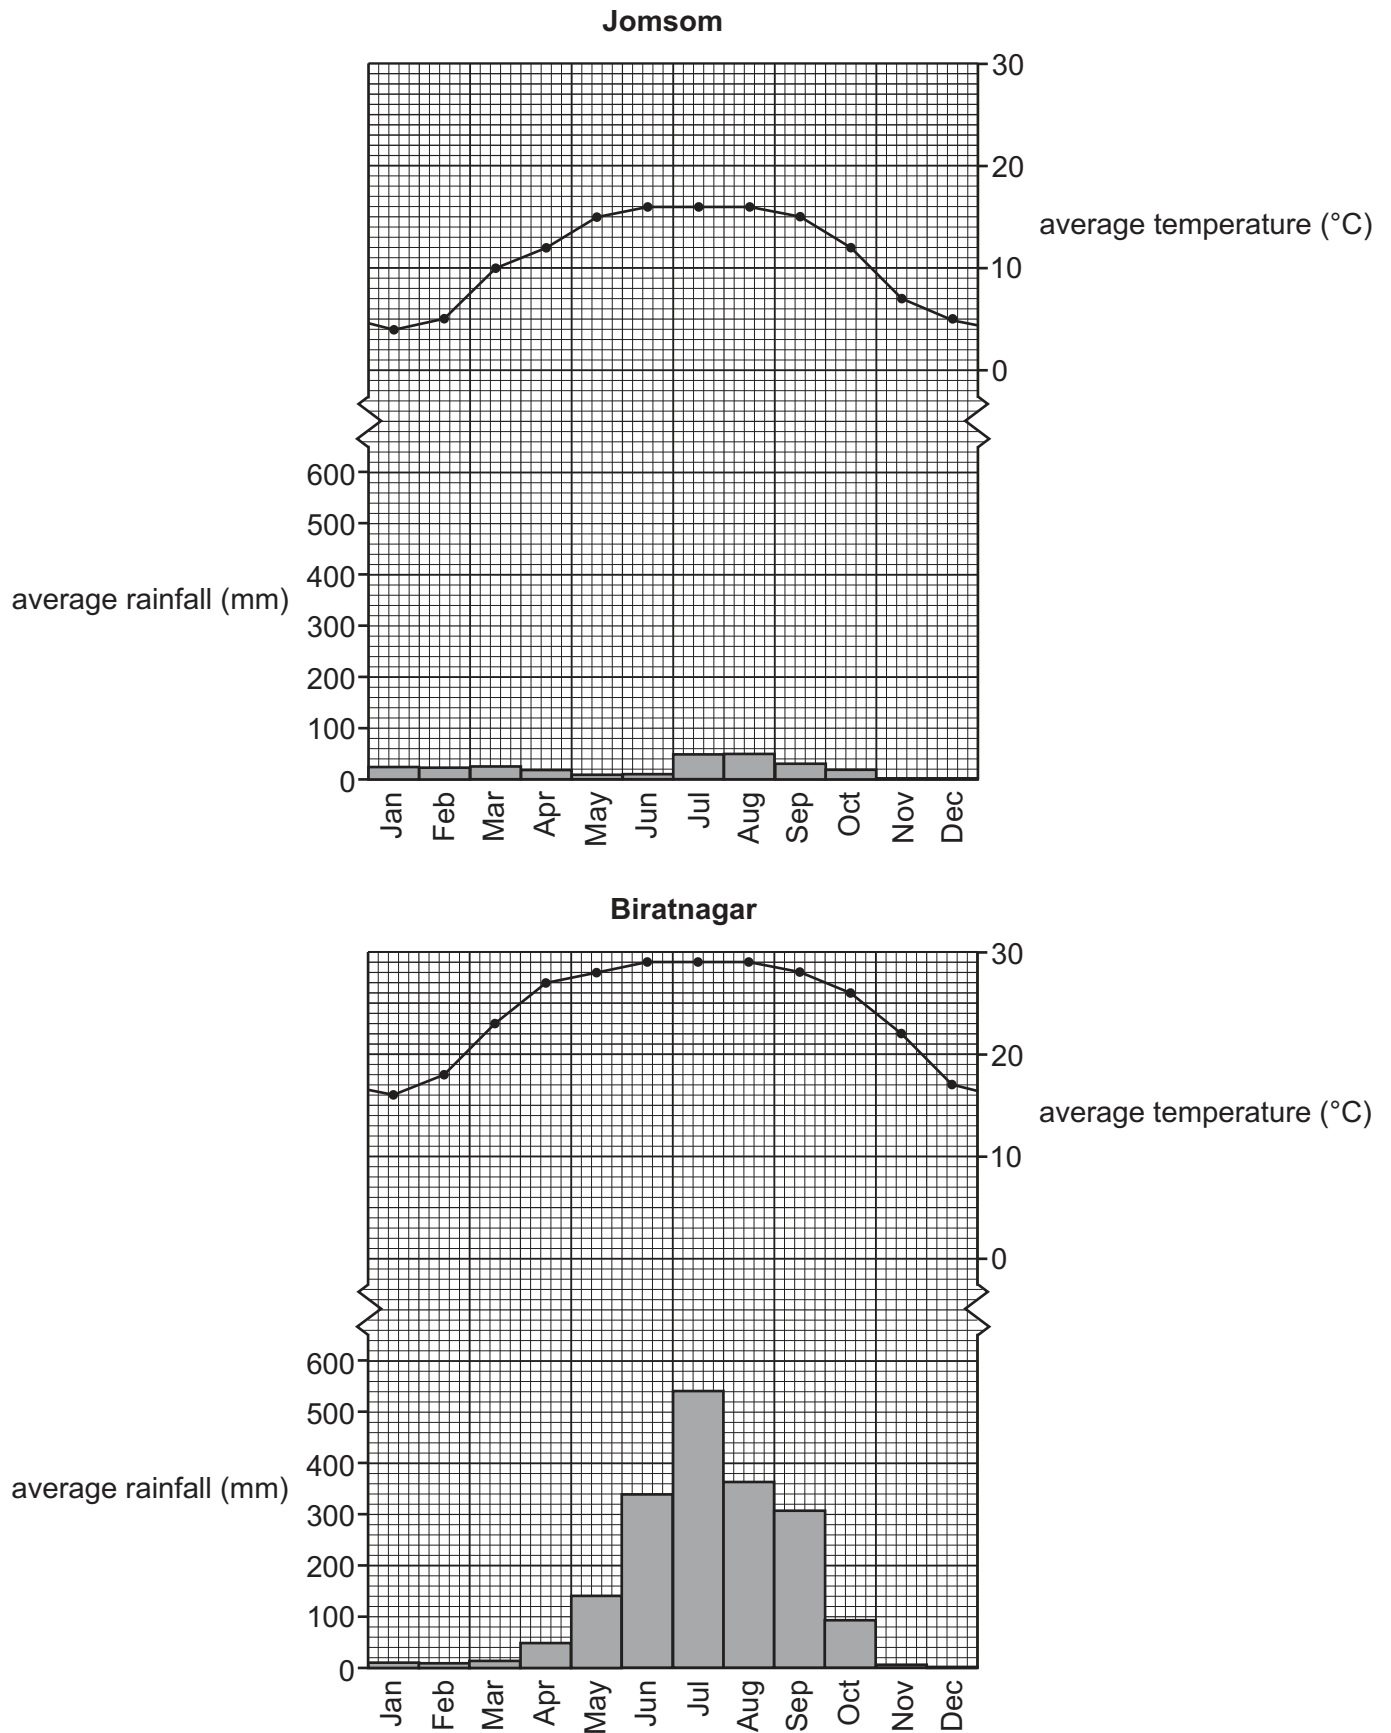 Jomsom
30
20
average temperature (°C)
10
0
600
500
400
average rainfall (mm)
300
200
100
0
Jan
Feb
Mar
Apr
May
Jun
Jul
Aug
Sep
Oct
Nov
Dec
Biratnagar
30
20
average temperature (°C)
10
0
600
500
400
average rainfall (mm)
300
200
100
0
Jan
Feb
Mar
Apr
May
Jun
Jul
Aug
Sep
Oct
Nov
Dec